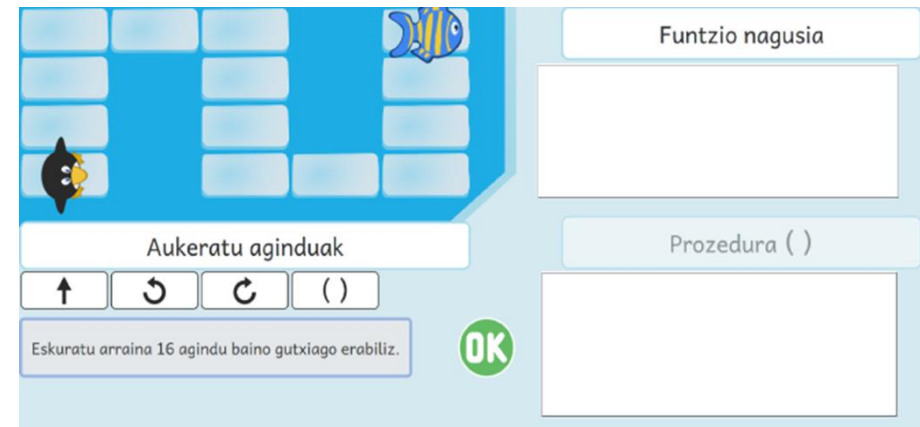 Funtzio nagusia
Aukeratu aginduak
( )
Eskuratu arraina 16 agindu baino gutxiago erabiliz.
OK
Prozedura ( )